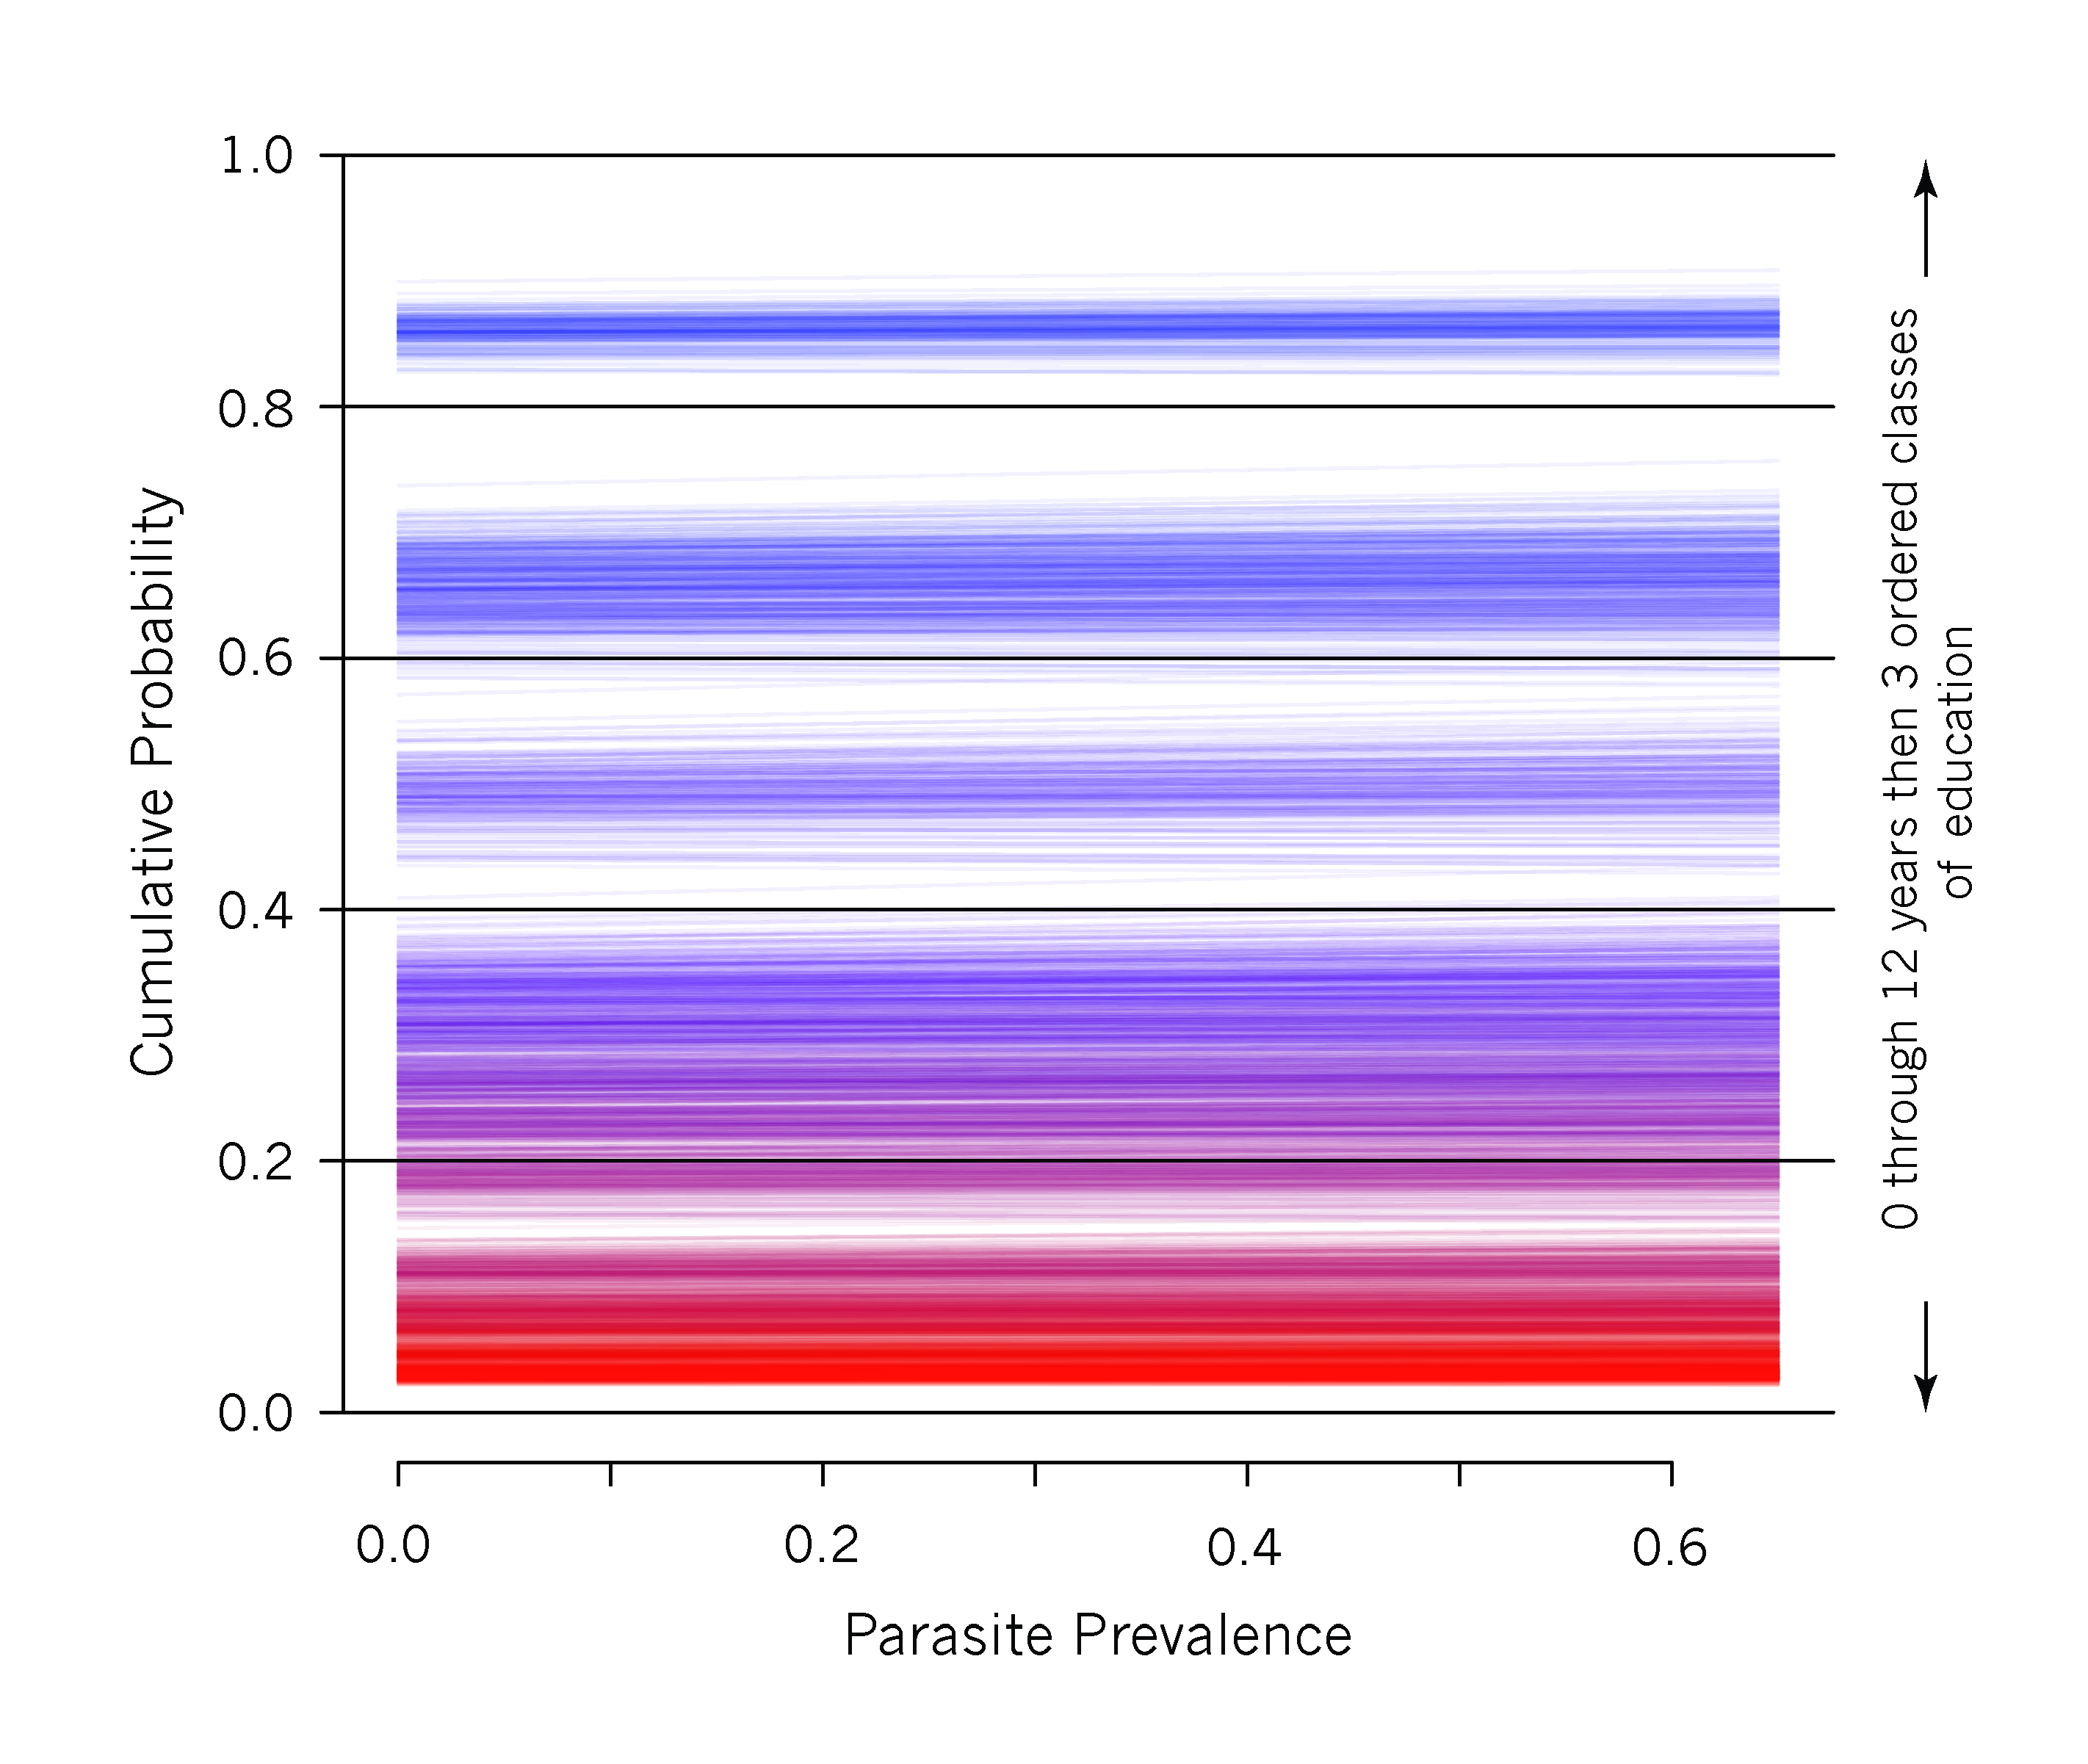 1.0
0.8
0.6
0.4
0.2
0.0
Cumulative Probability
0 through 12 years then 3 ordered classes
of education
0.0
0.2
0.4
0.6
Parasite Prevalence